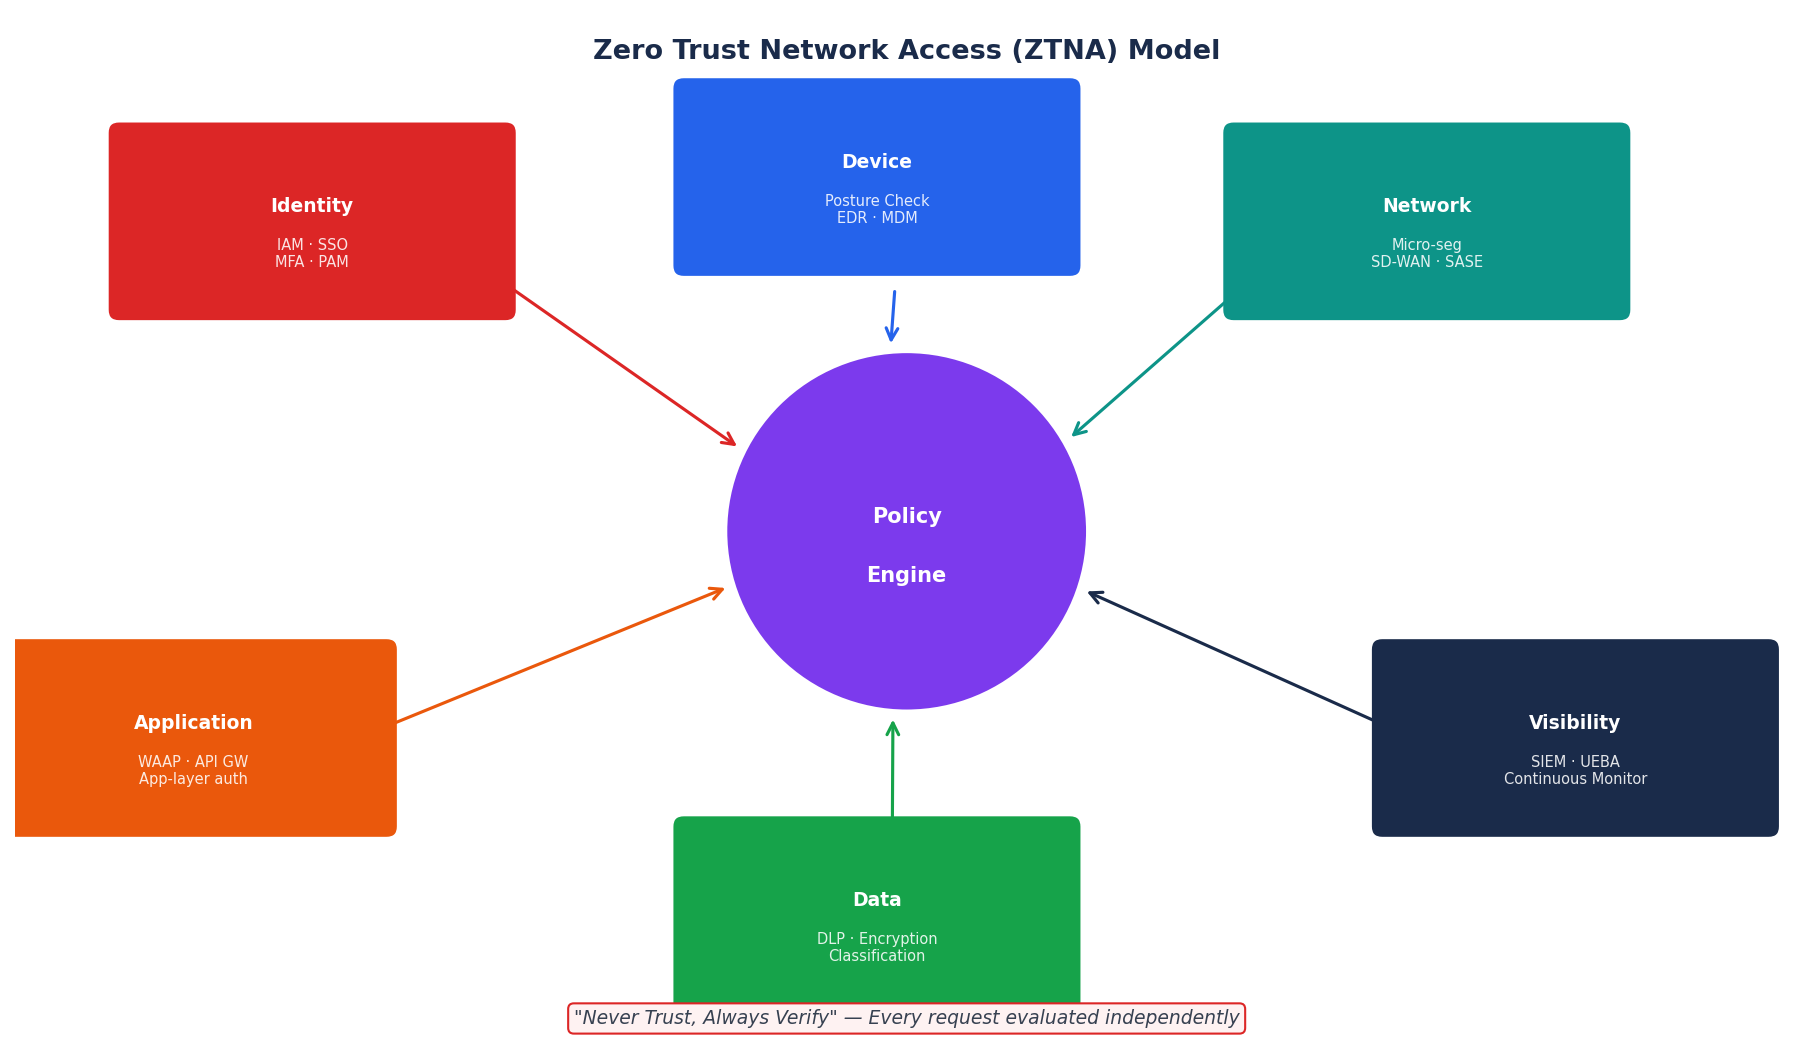 Zero Trust Network Access (ZTNA) Model
Device
Posture Check
EDR · MDM
Identity
IAM · SSO
MFA · PAM
Network
Micro-seg
SD-WAN · SASE
Policy
Engine
Application
WAAP · API GW
App-layer auth
Visibility
SIEM · UEBA
Continuous Monitor
Data
DLP · Encryption
Classification
"Never Trust, Always Verify" — Every request evaluated independently